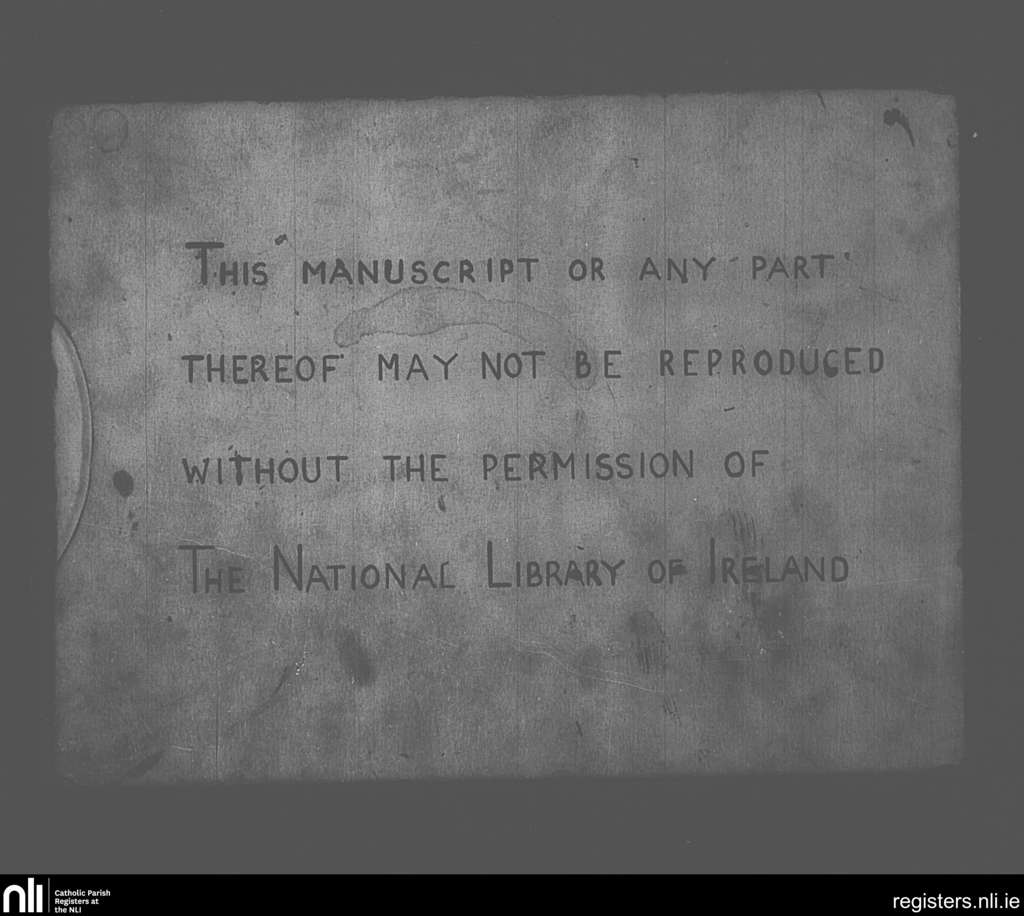 THIS MANUSCRIPT OR ANY PART
THEREOF MAY NOT BE REPRODUCED
WITHOUT THE PERMISSION OF
THE NATIONAL LIBRARY OF IRELAND
nli
Catholic Parish
Registers at
the NLI
registers.nli.ie